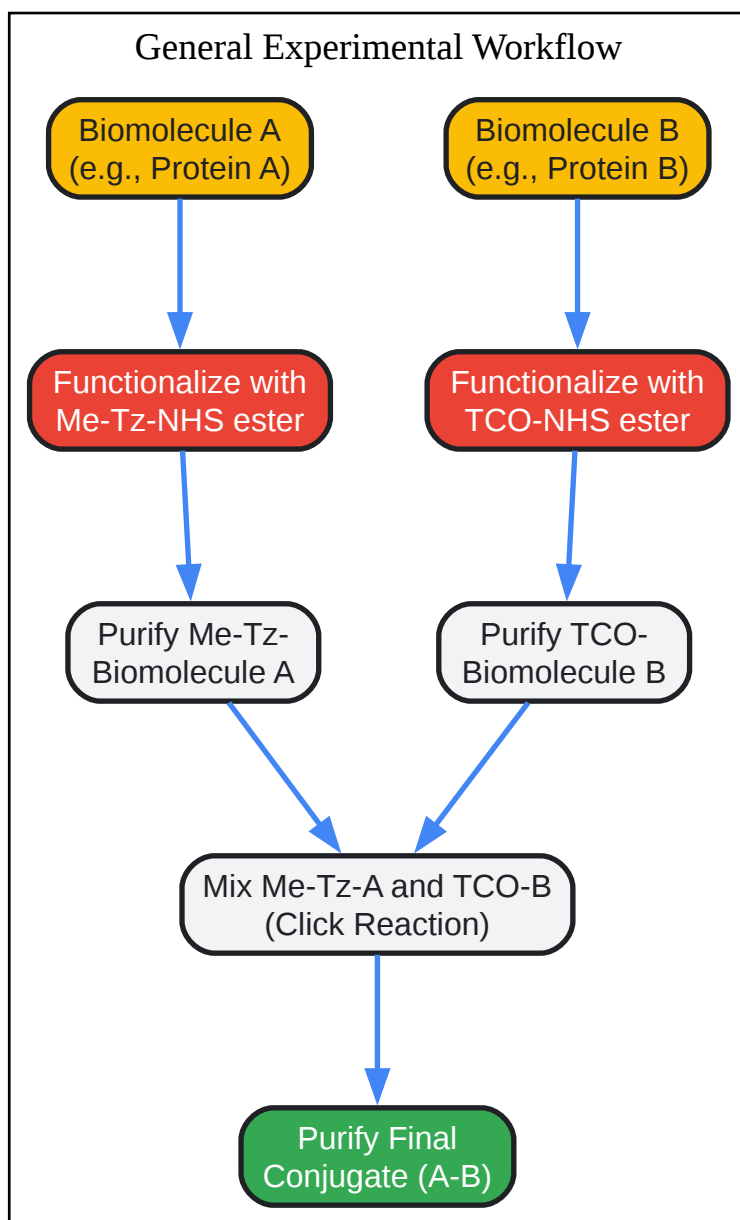 General Experimental Workflow
Biomolecule A
(e.g., Protein A)
Biomolecule B
(e.g., Protein B)
Functionalize with
Me-Tz-NHS ester
Functionalize with
TCO-NHS ester
Purify Me-Tz-
Biomolecule A
Purify TCO-
Biomolecule B
Mix Me-Tz-A and TCO-B
(Click Reaction)
Purify Final
Conjugate (A-B)